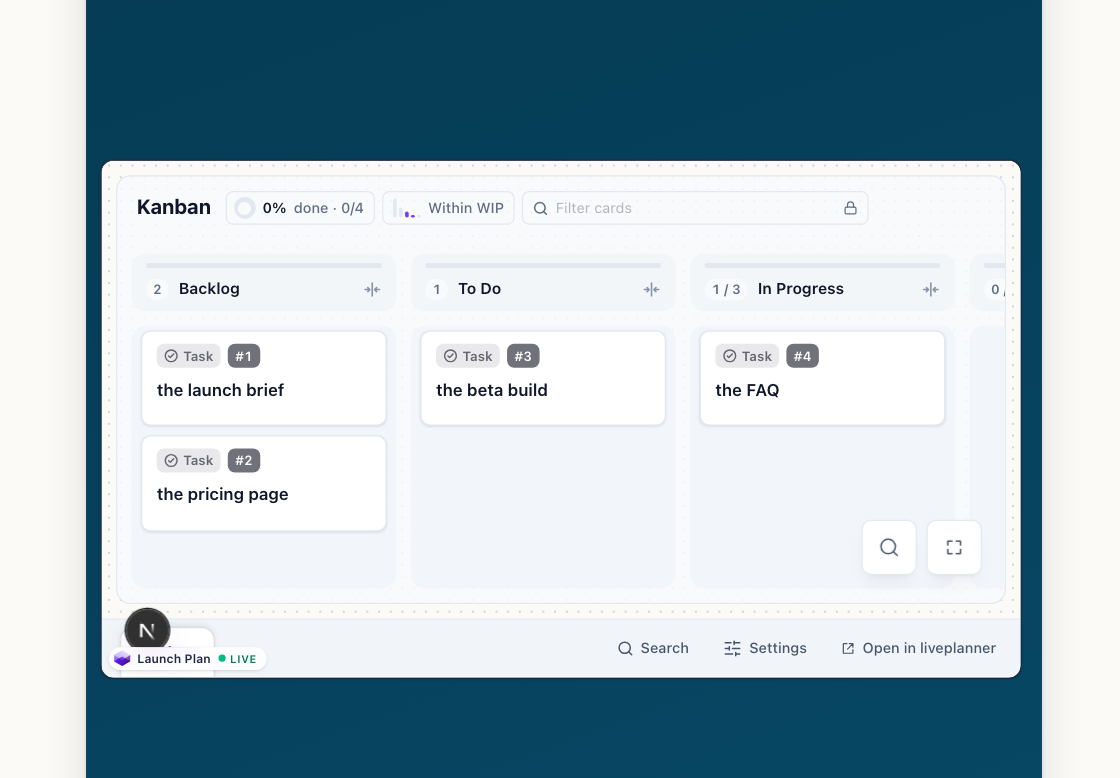 Kanban
0% done · 0/4
Within WIP
Filter cards
2 Backlog
1 To Do
1 / 3 In Progress
0 /
Task #1
the launch brief
Task #2
the pricing page
Task #3
the beta build
Task #4
the FAQ
N
Launch Plan LIVE
Search
Settings
Open in liveplanner